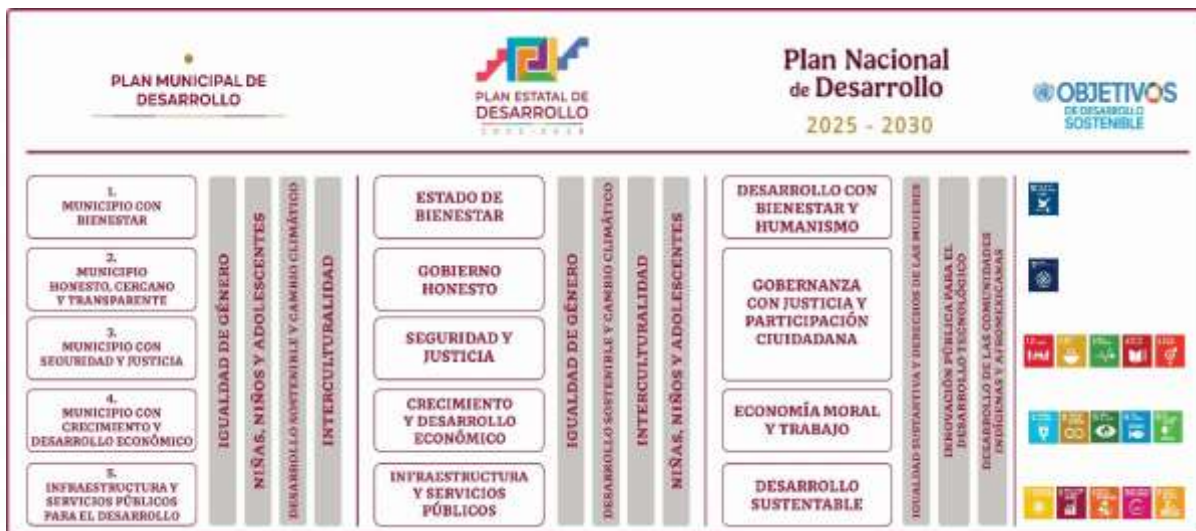 PLAN MUNICIPAL DE
DESARROLLO
PLAN ESTATAL DE
DESARROLLO
Plan Nacional
de Desarrollo
2025 - 2030
OBJETIVOS
DE DESARROLLO
SOSTENIBLE
1.
MUNICIPIO CON
BIENESTAR
2.
MUNICIPIO
HONESTO, CERCANO
Y TRANSPARENTE
3.
MUNICIPIO CON
SEGURIDAD Y JUSTICIA
4.
MUNICIPIO CON
CRECIMIENTO Y
DESARROLLO ECONÓMICO
5.
INFRAESTRUCTURA Y
SERVICIOS PÚBLICOS
PARA EL DESARROLLO
IGUALDAD DE GÉNERO
NIÑAS, NIÑOS Y ADOLESCENTES
DESARROLLO SOSTENIBLE Y CAMBIO CLIMÁTICO
INTERCULTURALIDAD
ESTADO DE
BIENESTAR
GOBIERNO
HONESTO
SEGURIDAD Y
JUSTICIA
CRECIMIENTO
Y DESARROLLO
ECONÓMICO
INFRAESTRUCTURA
Y SERVICIOS
PÚBLICOS
IGUALDAD DE GÉNERO
DESARROLLO SOSTENIBLE Y CAMBIO CLIMÁTICO
INTERCULTURALIDAD
NIÑAS, NIÑOS Y ADOLESCENTES
DESARROLLO CON
BIENESTAR Y
HUMANISMO
GOBERNANZA
CON JUSTICIA Y
PARTICIPACIÓN
CIUDADANA
ECONOMÍA MORAL
Y TRABAJO
DESARROLLO
SUSTENTABLE
IGUALDAD SUSTANTIVA Y DERECHOS DE LAS MUJERES
INNOVACIÓN PÚBLICA PARA EL
DESARROLLO TECNOLÓGICO
DESARROLLO DE LAS COMUNIDADES
INDÍGENAS Y AFROMEXICANAS